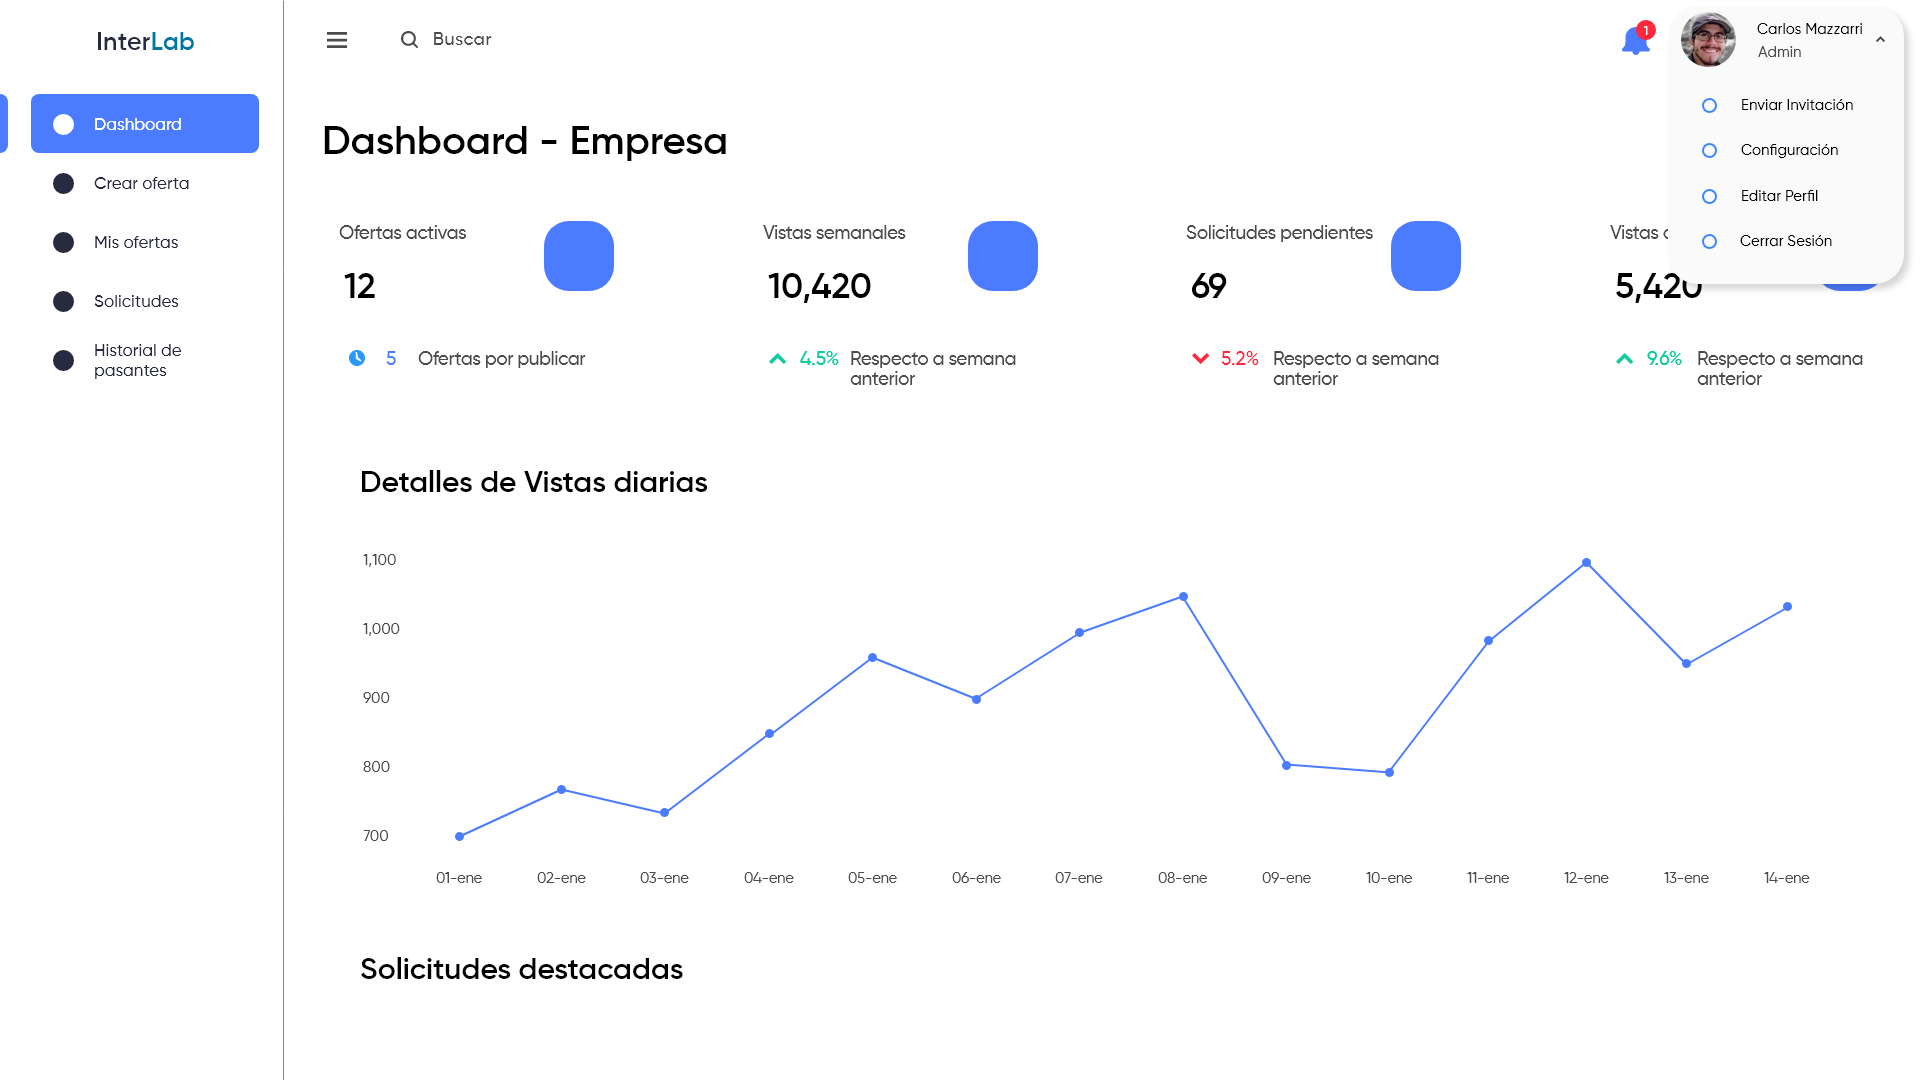 InterLab
Dashboard
Crear oferta
Mis ofertas
Solicitudes
Historial de
pasantes
Buscar
1
Carlos Mazzarri
Admin
Enviar Invitación
Configuración
Editar Perfil
Cerrar Sesión
Dashboard - Empresa
Ofertas activas
12
5 Ofertas por publicar
Vistas semanales
10,420
4.5% Respecto a semana
anterior
Solicitudes pendientes
69
5.2% Respecto a semana
anterior
Vistas
5,420
9.6% Respecto a semana
anterior
Detalles de Vistas diarias
1,100
1,000
900
800
700
01-ene 02-ene 03-ene 04-ene 05-ene 06-ene 07-ene 08-ene 09-ene 10-ene 11-ene 12-ene 13-ene 14-ene
Solicitudes destacadas